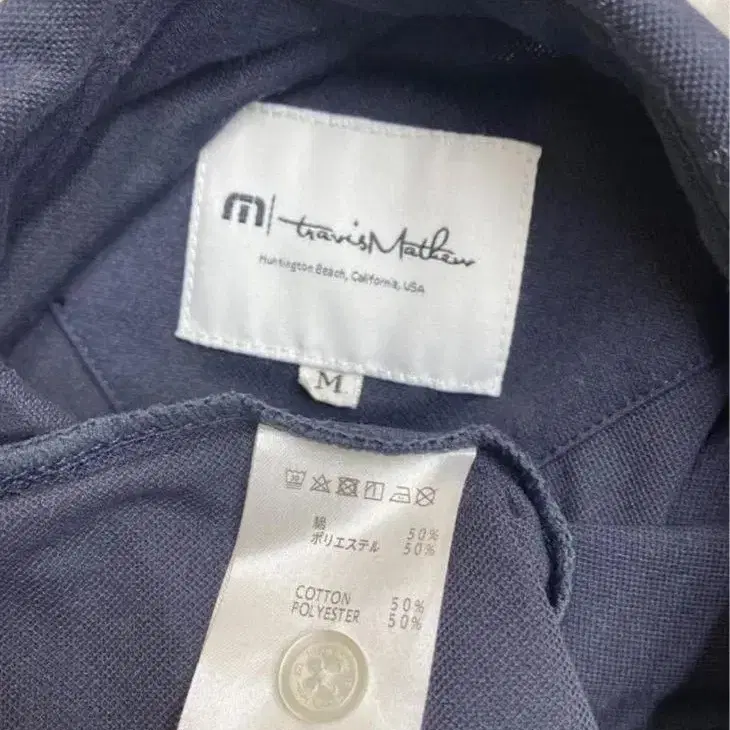 travisMathew
Huntington Beach, California, USA
M
綿 50%
ポリエステル 50%
COTTON 50%
POLYESTER 50%